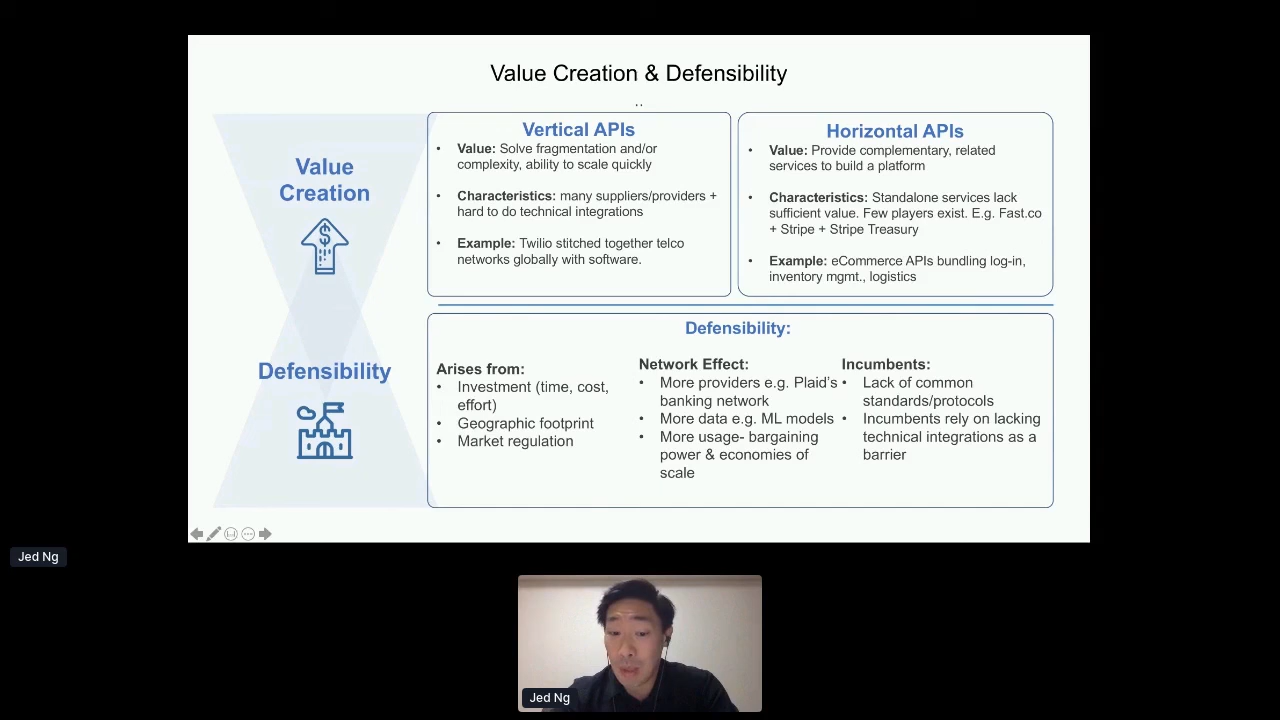 Value Creation & Defensibility
..
Value
Creation
$
Vertical APIs
• Value: Solve fragmentation and/or
complexity, ability to scale quickly
• Characteristics: many suppliers/providers +
hard to do technical integrations
• Example: Twilio stitched together telco
networks globally with software.
Horizontal APIs
• Value: Provide complementary, related
services to build a platform
• Characteristics: Standalone services lack
sufficient value. Few players exist. E.g. Fast.co
+ Stripe + Stripe Treasury
• Example: eCommerce APIs bundling log-in,
inventory mgmt., logistics
Defensibility
Defensibility:
Arises from:
• Investment (time, cost,
effort)
• Geographic footprint
• Market regulation
Network Effect:
• More providers e.g. Plaid's
banking network
• More data e.g. ML models
• More usage- bargaining
power & economies of
scale
Incumbents:
• Lack of common
standards/protocols
• Incumbents rely on lacking
technical integrations as a
barrier
Jed Ng
Jed Ng